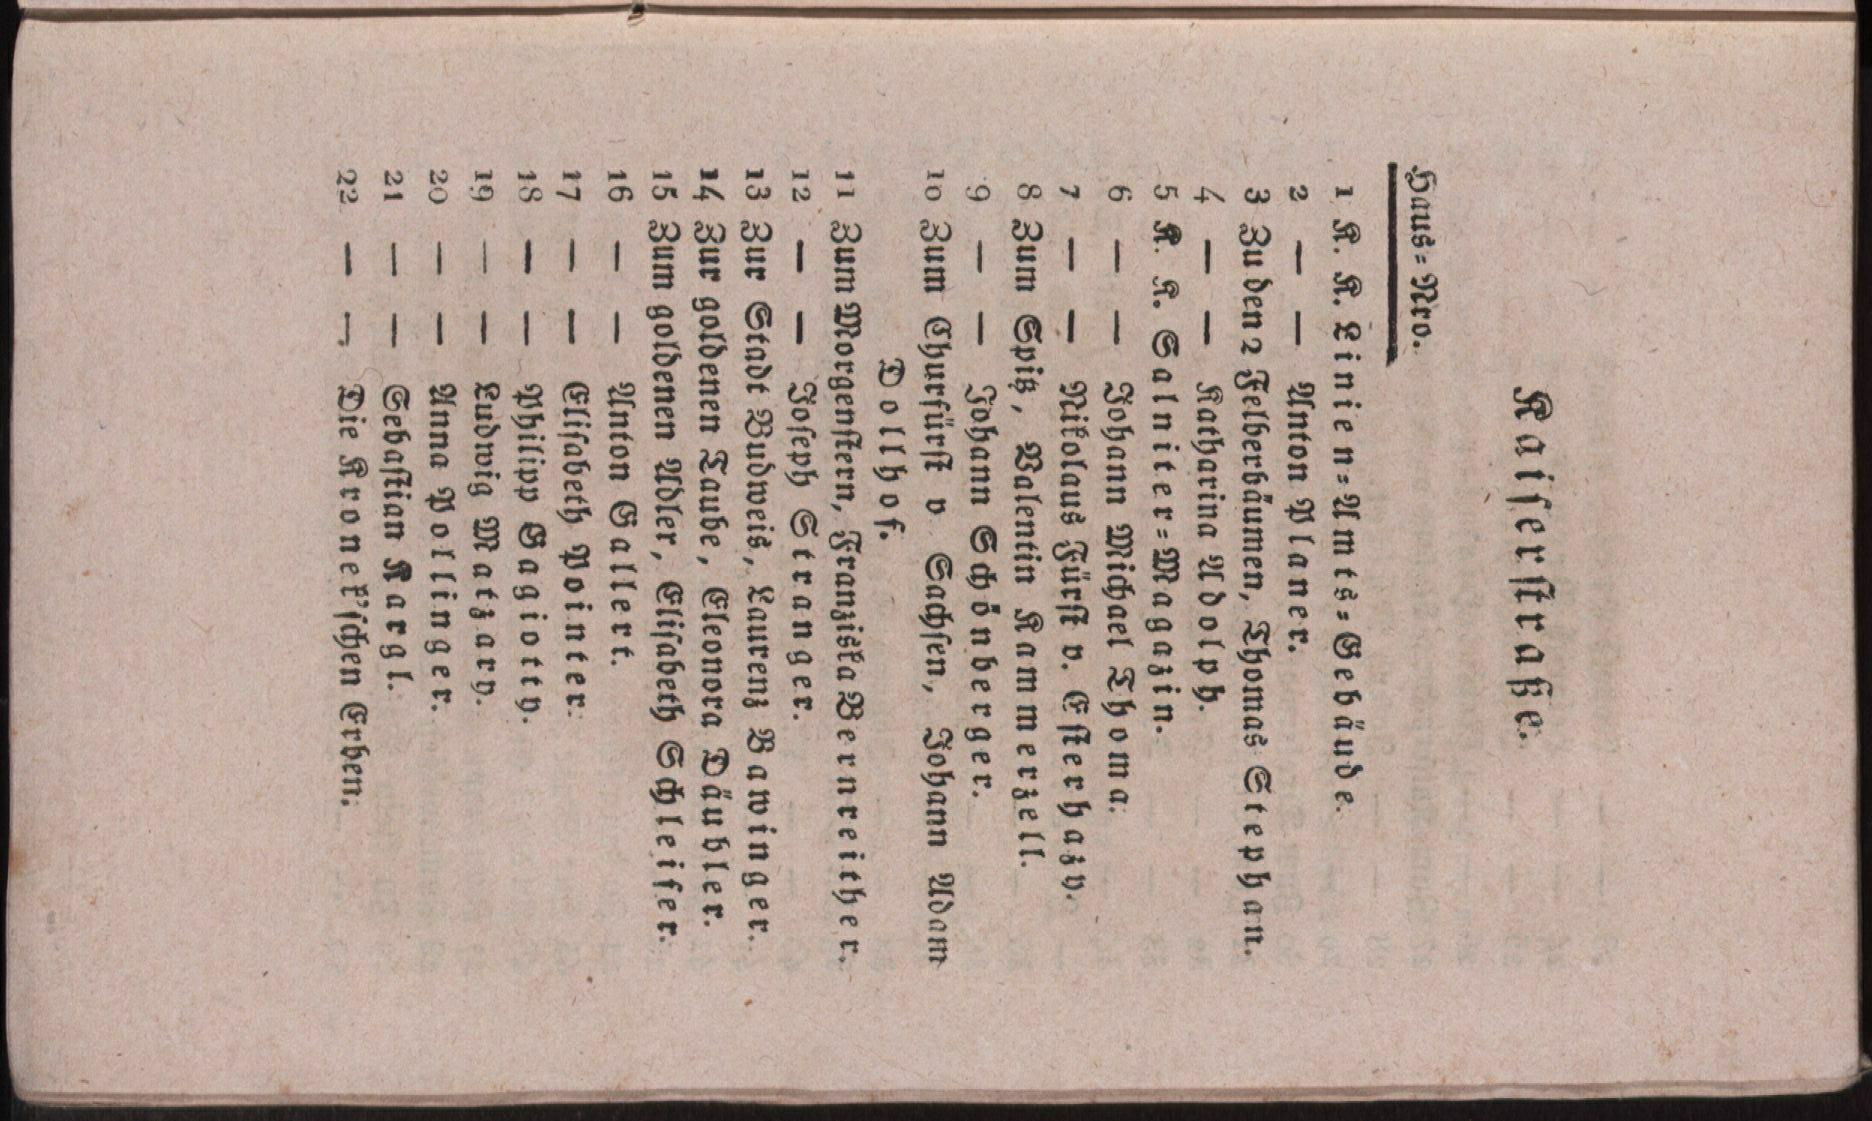 Kaiserstraße.
Haus-Nro.
1 K. K. Linien-Amts-Gebäude.
2 — — Anton Planer.
3 Zu den 2 Felberbäumen, Thomas Stephan.
4 — — Katharina Adolph.
5 K. K. Salniter-Magazin.
6 — — Johann Michael Thoma.
7 — — Nikolaus Fürst v. Esterhazy.
8 Zum Spitz, Valentin Kammerzell.
9 — — Johann Schönberger.
10 Zum Churfürst v Sachsen, Johann Adam
Dollhof.
11 Zum Morgenstern, Franziska Bernreither.
12 — — Joseph Stranger.
13 Zur Stadt Budweis, Laurenz Bawinger.
14 Zur goldenen Taube, Eleonora Däubler.
15 Zum goldenen Adler, Elisabeth Schleifer.
16 — — Anton Gallert.
17 — — Elisabeth Pointer.
18 — — Philipp Gagiotty.
19 — — Ludwig Matzary.
20 — — Anna Pollinger.
21 — — Sebastian Kargl.
22 — — Die Kronek'schen Erben.